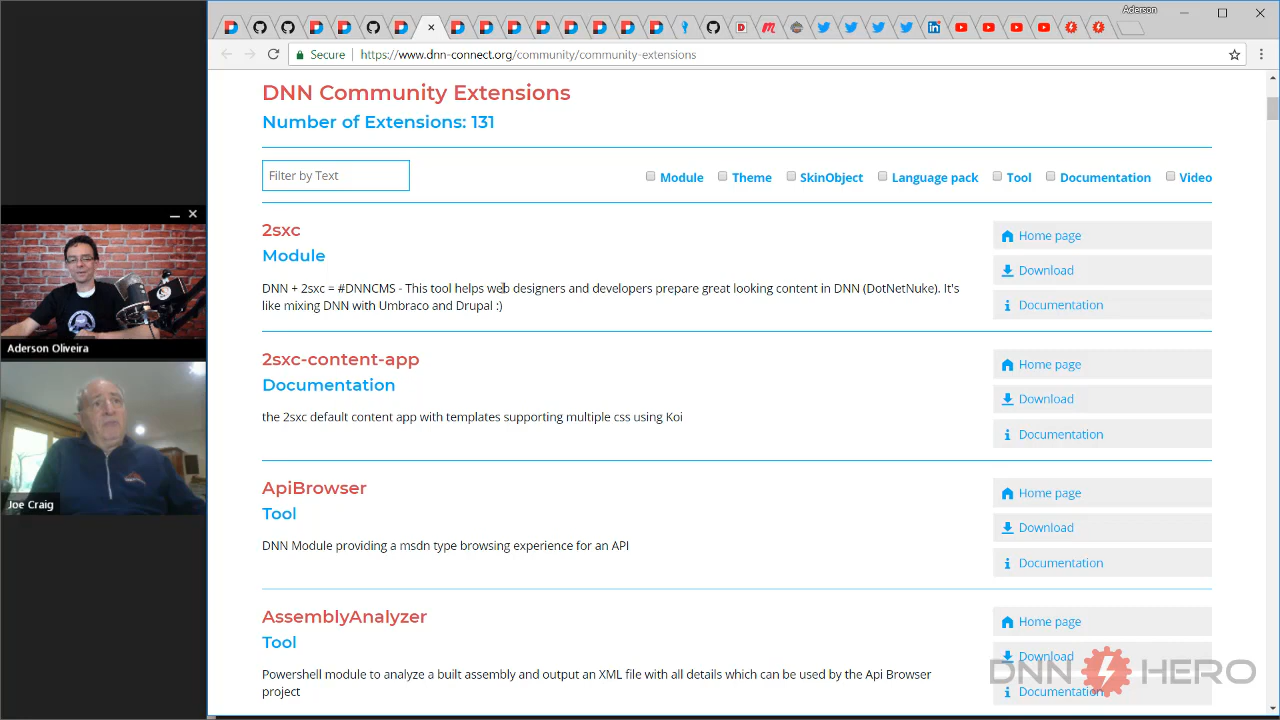 Aderson
Secure https://www.dnn-connect.org/community/community-extensions
DNN Community Extensions
Number of Extensions: 131
Filter by Text
Module Theme SkinObject Language pack Tool Documentation Video
2sxc
Module
DNN + 2sxc = #DNNCMS - This tool helps web designers and developers prepare great looking content in DNN (DotNetNuke). It's
like mixing DNN with Umbraco and Drupal :)
Home page
Download
Documentation
2sxc-content-app
Documentation
the 2sxc default content app with templates supporting multiple css using Koi
Home page
Download
Documentation
ApiBrowser
Tool
DNN Module providing a msdn type browsing experience for an API
Home page
Download
Documentation
AssemblyAnalyzer
Tool
Powershell module to analyze a built assembly and output an XML file with all details which can be used by the Api Browser
project
Home page
Download
Documentation
Aderson Oliveira
Joe Craig
DNN HERO